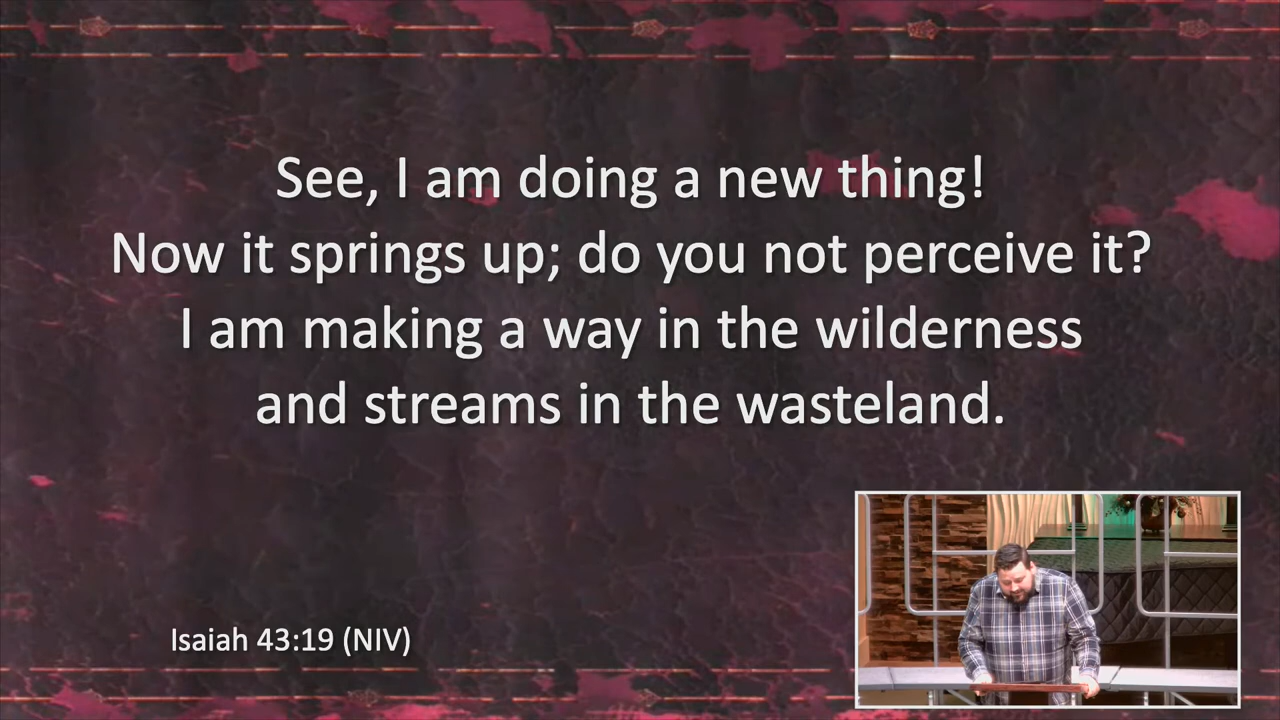 See, I am doing a new thing!
Now it springs up; do you not perceive it?
I am making a way in the wilderness
and streams in the wasteland.
Isaiah 43:19 (NIV)